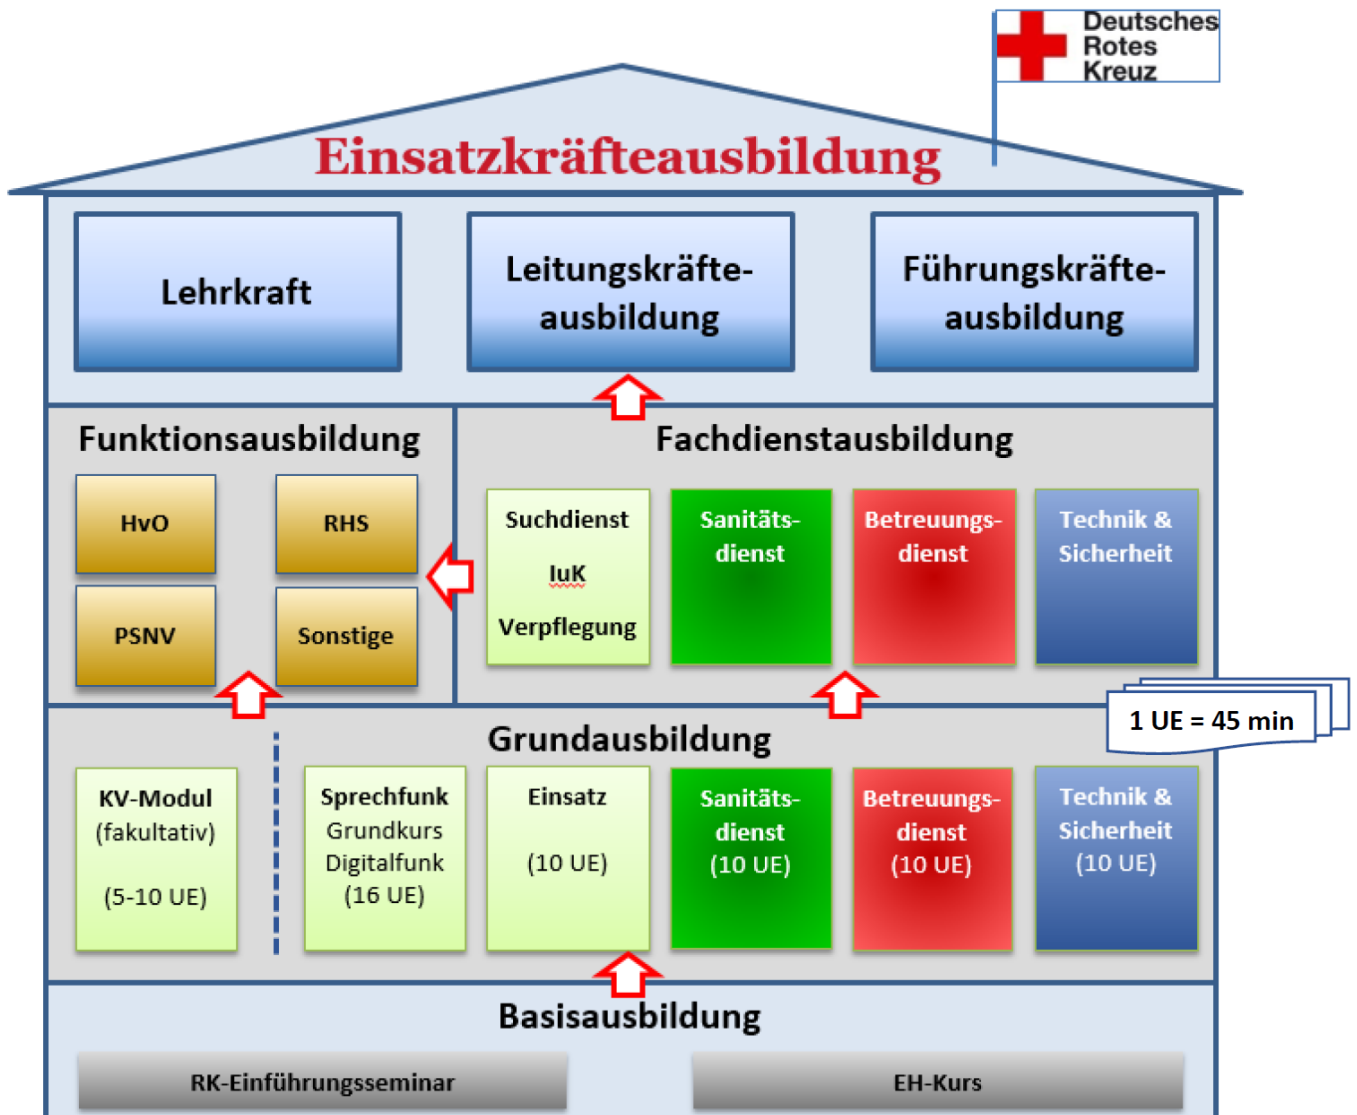 Deutsches
Rotes
Kreuz
Einsatzkräfteausbildung
Lehrkraft
Leitungskräfte-
ausbildung
Führungskräfte-
ausbildung
Funktionsausbildung
HvO
RHS
PSNV
Sonstige
Fachdienstausbildung
Suchdienst
IuK
Verpflegung
Sanitäts-
dienst
Betreuungs-
dienst
Technik &
Sicherheit
1 UE = 45 min
Grundausbildung
KV-Modul
(fakultativ)
(5-10 UE)
Sprechfunk
Grundkurs
Digitalfunk
(16 UE)
Einsatz
(10 UE)
Sanitäts-
dienst
(10 UE)
Betreuungs-
dienst
(10 UE)
Technik &
Sicherheit
(10 UE)
Basisausbildung
RK-Einführungsseminar
EH-Kurs